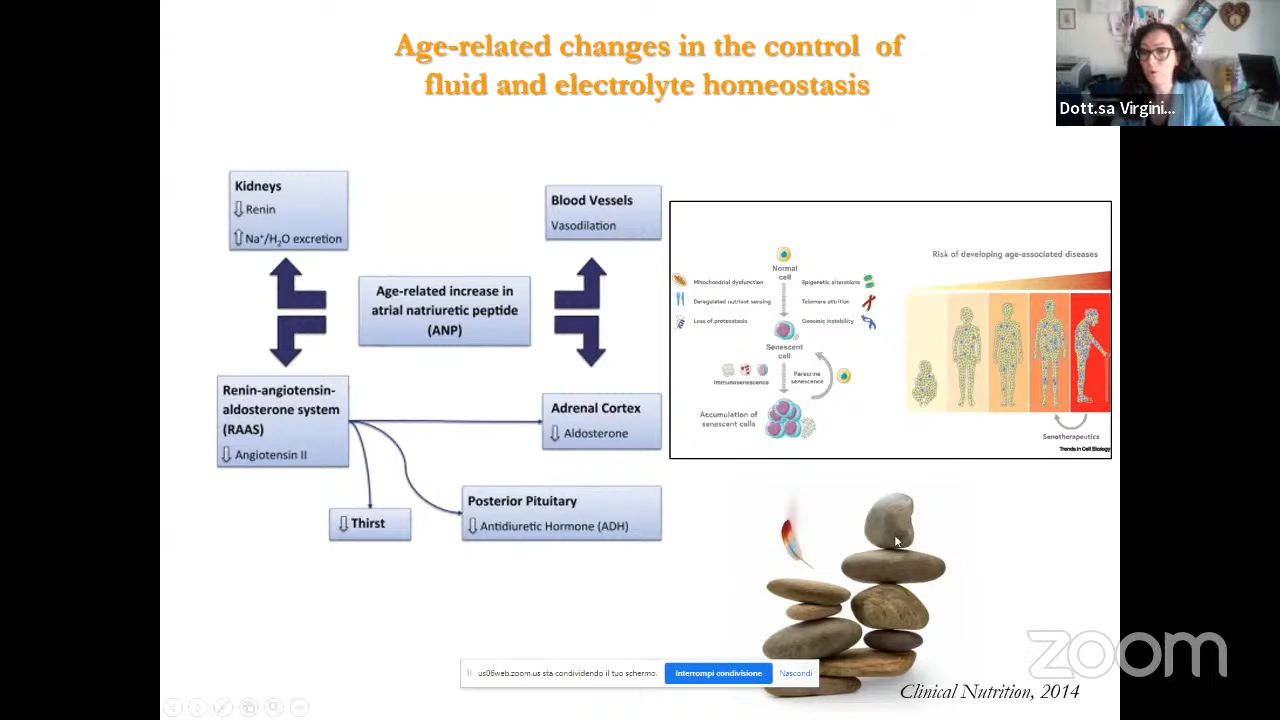 Age-related changes in the control of
fluid and electrolyte homeostasis
Dott.sa Virgini...
Kidneys
Renin
Na⁺/H₂O excretion
Blood Vessels
Vasodilation
Age-related increase in
atrial natriuretic peptide
(ANP)
Renin-angiotensin-
aldosterone system
(RAAS)
Angiotensin II
Adrenal Cortex
Aldosterone
Thirst
Posterior Pituitary
Antidiuretic Hormone (ADH)
Normal
cell
Mitochondrial dysfunction
Deregulated nutrient sensing
Loss of proteostasis
Epigenetic alterations
Telomere attrition
Genomic instability
Senescent
cell
Immunosenescence
Paracrine
senescence
Accumulation of
senescent cells
Risk of developing age-associated diseases
Senotherapeutics
Trends in Cell Biology
zoom
us06web.zoom.us sta condividendo il tuo schermo.
Interrompi condivisione
Nascondi
Clinical Nutrition, 2014